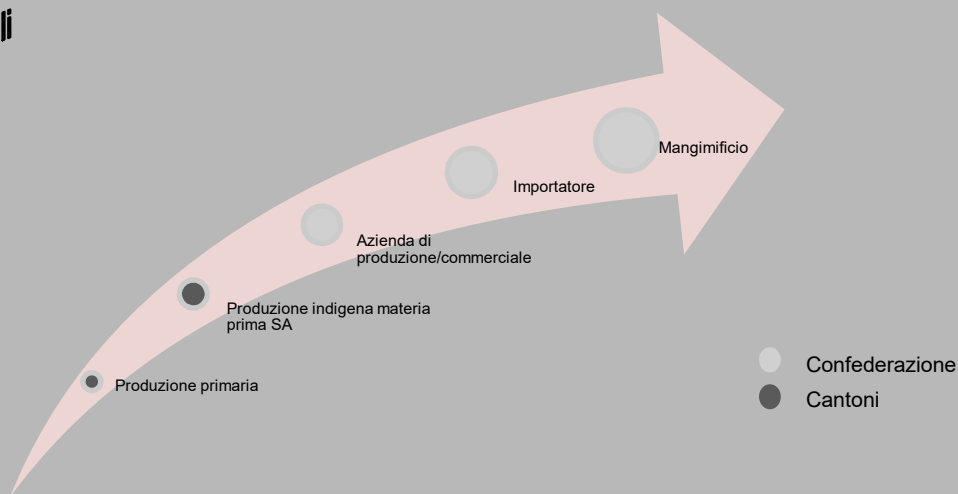 Mangimificio
Importatore
Azienda di
produzione/commerciale
Produzione indigena materia
prima SA
Produzione primaria
Confederazione
Cantoni